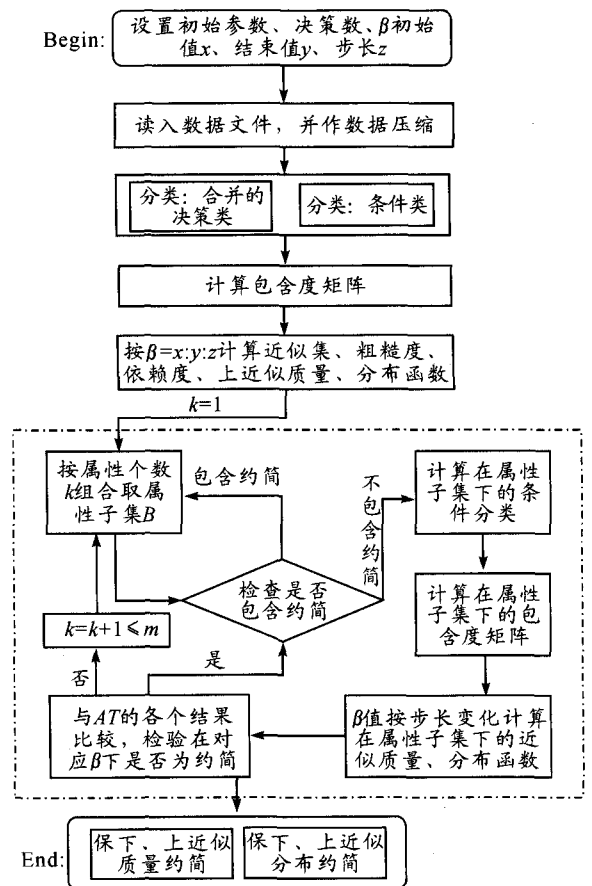 Begin:
设置初始参数、决策数、β初始
值x、结束值y、步长z
读入数据文件，并作数据压缩
分类：合并的
决策类
分类：条件类
计算包含度矩阵
按β=x:y:z计算近似集、粗糙度、
依赖度、上近似质量、分布函数
k=1
按属性个数
k组合取属
性子集B
包含约简
不包含约简
计算在属性
子集下的条
件分类
检查是否
包含约简
计算在属性
子集下的包
含度矩阵
k=k+1≤m
否
是
与AT的各个结果
比较，检验在对
应β下是否为约简
β值按步长变化计算
在属性子集下的近
似质量、分布函数
End:
保下、上近似
质量约简
保下、上近似
分布约简